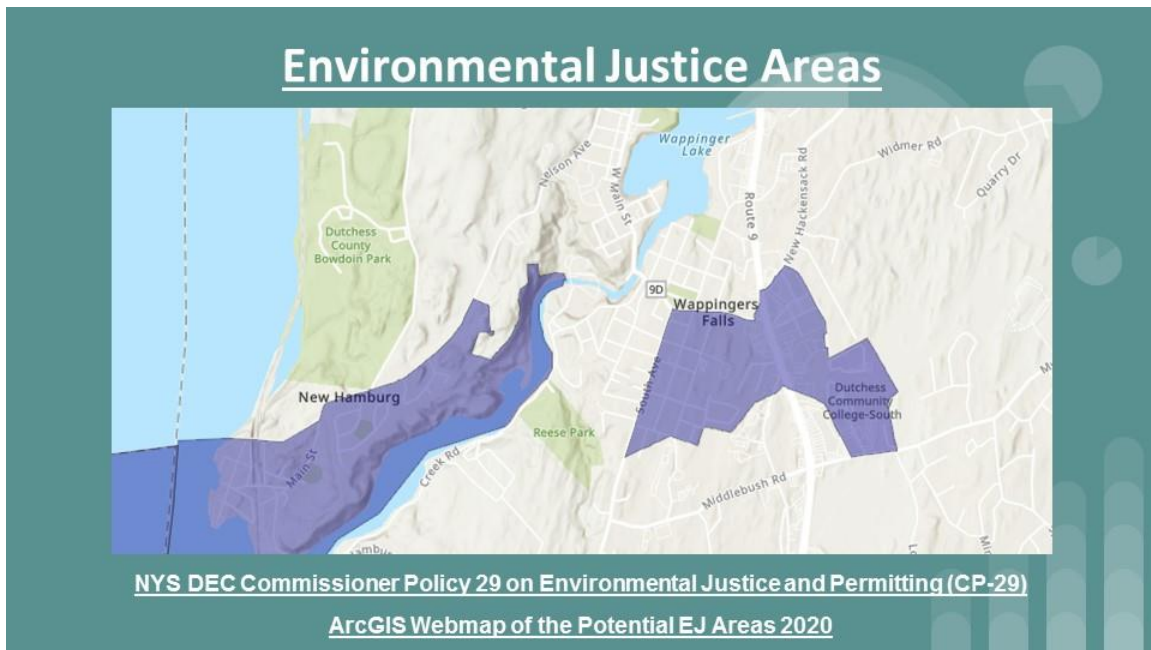 Environmental Justice Areas
Wappinger
Lake
Widmer Rd
Nelson Ave
W Main St
Route 9
New Hackensack Rd
Quarry Dr
Dutchess
County
Bowdoin Park
9D
Wappingers
Falls
New Hamburg
South Ave
Dutchess
Community
College-South
Reese Park
Main St
Creek Rd
Middlebush Rd
NYS DEC Commissioner Policy 29 on Environmental Justice and Permitting (CP-29)
ArcGIS Webmap of the Potential EJ Areas 2020